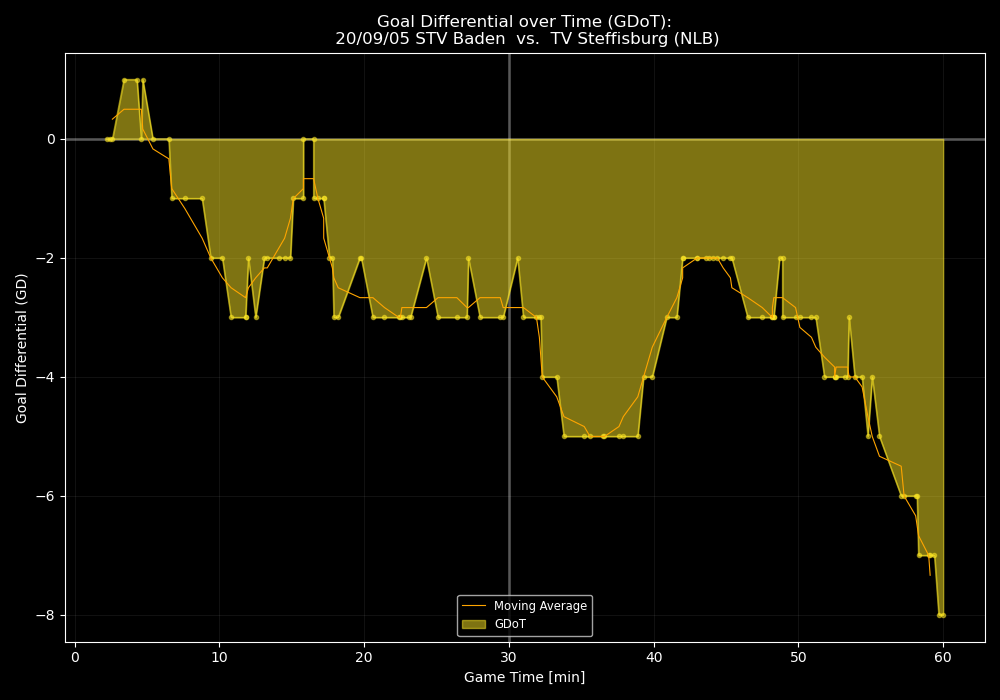 Goal Differential over Time (GDoT):
20/09/05 STV Baden  vs.  TV Steffisburg (NLB)
Goal Differential (GD)
0
−2
−4
−6
−8
Moving Average
GDoT
0 10 20 30 40 50 60
Game Time [min]